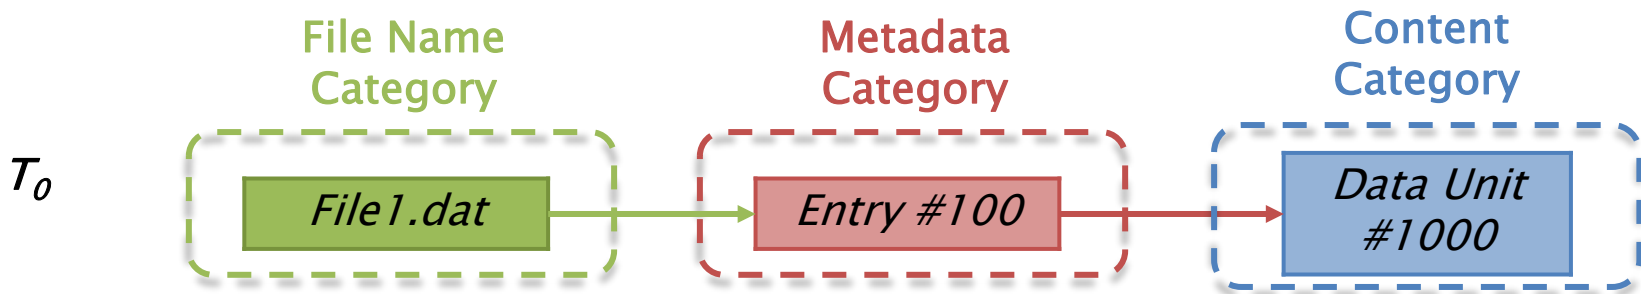 File Name
Category
Metadata
Category
Content
Category
T0
File1.dat
Entry #100
Data Unit
#1000